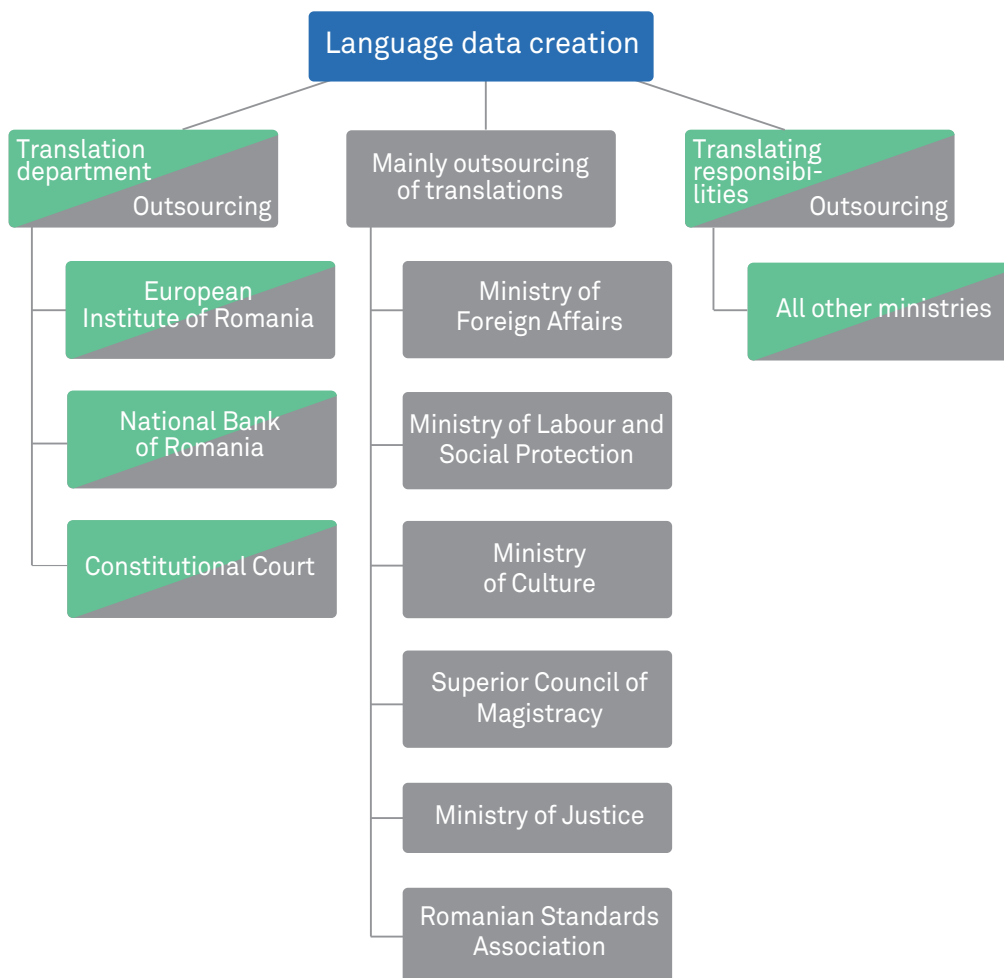 Language data creation
Translation
department
Outsourcing
Mainly outsourcing
of translations
Translating
responsibi-
lities
Outsourcing
European
Institute of Romania
National Bank
of Romania
Constitutional Court
Ministry of
Foreign Affairs
Ministry of Labour and
Social Protection
Ministry
of Culture
Superior Council of
Magistracy
Ministry of Justice
Romanian Standards
Association
All other ministries